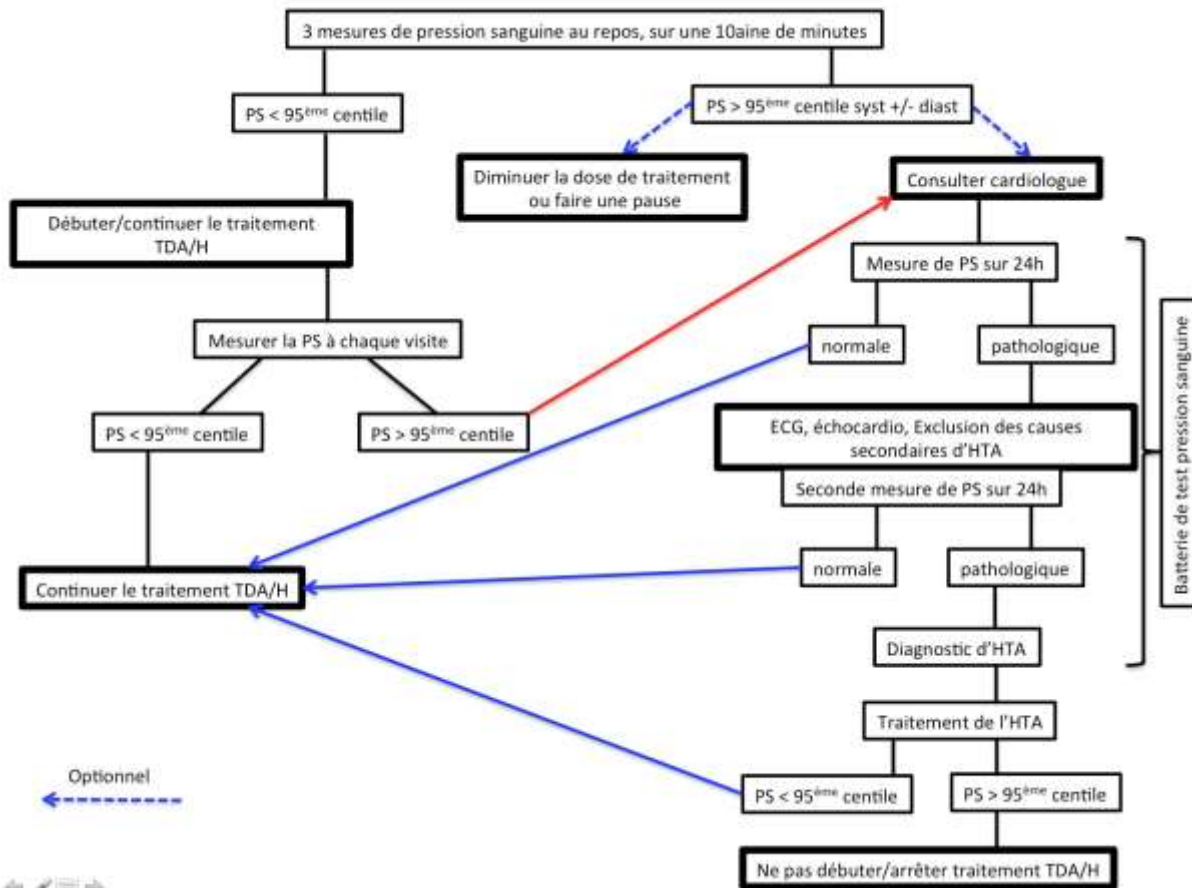 3 mesures de pression sanguine au repos, sur une 10aine de minutes
PS < 95ème centile
PS > 95ème centile syst +/- diast
Diminuer la dose de traitement
ou faire une pause
Consulter cardiologue
Débuter/continuer le traitement
TDA/H
Mesure de PS sur 24h
Mesurer la PS à chaque visite
normale
pathologique
PS < 95ème centile
PS > 95ème centile
ECG, échocardio, Exclusion des causes
secondaires d'HTA
Seconde mesure de PS sur 24h
normale
pathologique
Continuer le traitement TDA/H
Diagnostic d'HTA
Batterie de test pression sanguine
Traitement de l'HTA
Optionnel
PS < 95ème centile
PS > 95ème centile
Ne pas débuter/arrêter traitement TDA/H